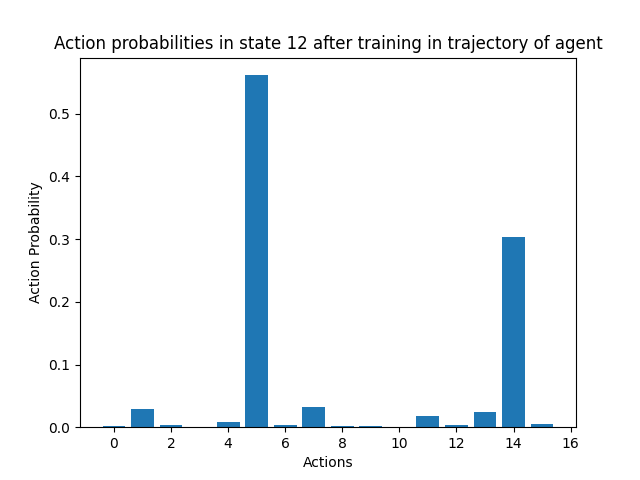 Action probabilities in state 12 after training in trajectory of agent
Action Probability
0.5
0.4
0.3
0.2
0.1
0.0
0 2 4 6 8 10 12 14 16
Actions